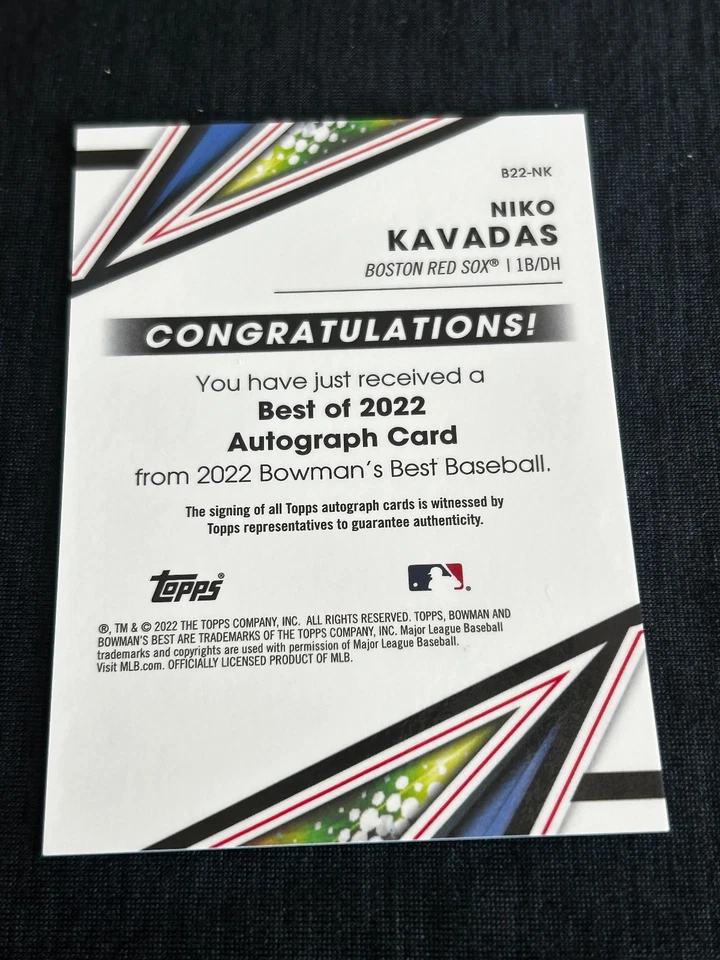 B22-NK
NIKO
KAVADAS
BOSTON RED SOX® | 1B/DH
CONGRATULATIONS!
You have just received a
Best of 2022
Autograph Card
from 2022 Bowman's Best Baseball.
The signing of all Topps autograph cards is witnessed by
Topps representatives to guarantee authenticity.
topps®
®
®, TM & © 2022 THE TOPPS COMPANY, INC. ALL RIGHTS RESERVED. TOPPS, BOWMAN AND
BOWMAN'S BEST ARE TRADEMARKS OF THE TOPPS COMPANY, INC. Major League Baseball
trademarks and copyrights are used with permission of Major League Baseball.
Visit MLB.com. OFFICIALLY LICENSED PRODUCT OF MLB.